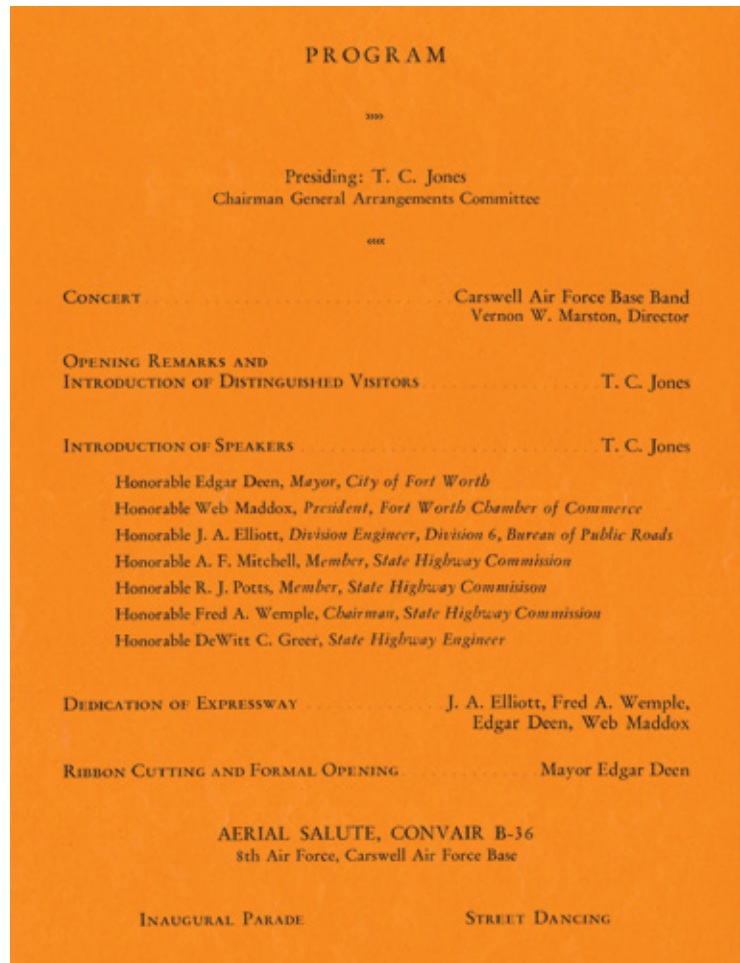 PROGRAM
»»
Presiding: T. C. Jones
Chairman General Arrangements Committee
««
CONCERT . . . . . . . . . . Carswell Air Force Base Band
Vernon W. Marston, Director
OPENING REMARKS AND
INTRODUCTION OF DISTINGUISHED VISITORS . . . . . . . . . . T. C. Jones
INTRODUCTION OF SPEAKERS . . . . . . . . . . T. C. Jones
Honorable Edgar Deen, Mayor, City of Fort Worth
Honorable Web Maddox, President, Fort Worth Chamber of Commerce
Honorable J. A. Elliott, Division Engineer, Division 6, Bureau of Public Roads
Honorable A. F. Mitchell, Member, State Highway Commission
Honorable R. J. Potts, Member, State Highway Commisison
Honorable Fred A. Wemple, Chairman, State Highway Commission
Honorable DeWitt C. Greer, State Highway Engineer
DEDICATION OF EXPRESSWAY . . . . . . . . . . J. A. Elliott, Fred A. Wemple,
Edgar Deen, Web Maddox
RIBBON CUTTING AND FORMAL OPENING . . . . . . . . . . Mayor Edgar Deen
AERIAL SALUTE, CONVAIR B-36
8th Air Force, Carswell Air Force Base
INAUGURAL PARADE STREET DANCING